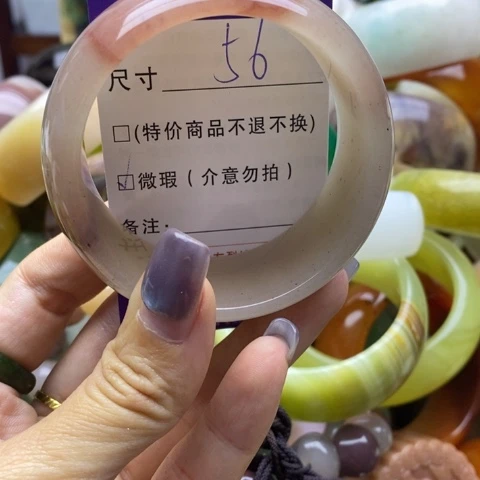 尺寸 56
□(特价商品不退不换)
☑微瑕(介意勿拍)
备注: